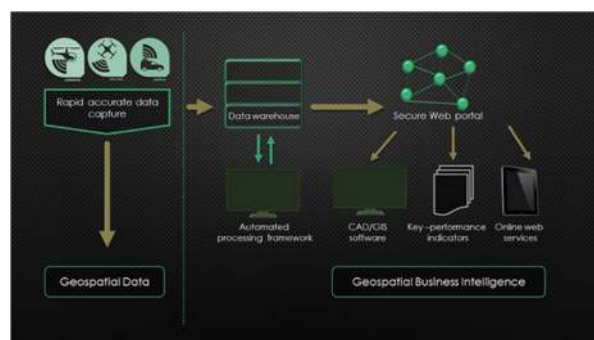 Rapid accurate data
capture
Data warehouse
Secure Web portal
Automated
processing framework
CAD/GIS
software
Key –performance
indicators
Online web
services
Geospatial Data
Geospatial Business Intelligence